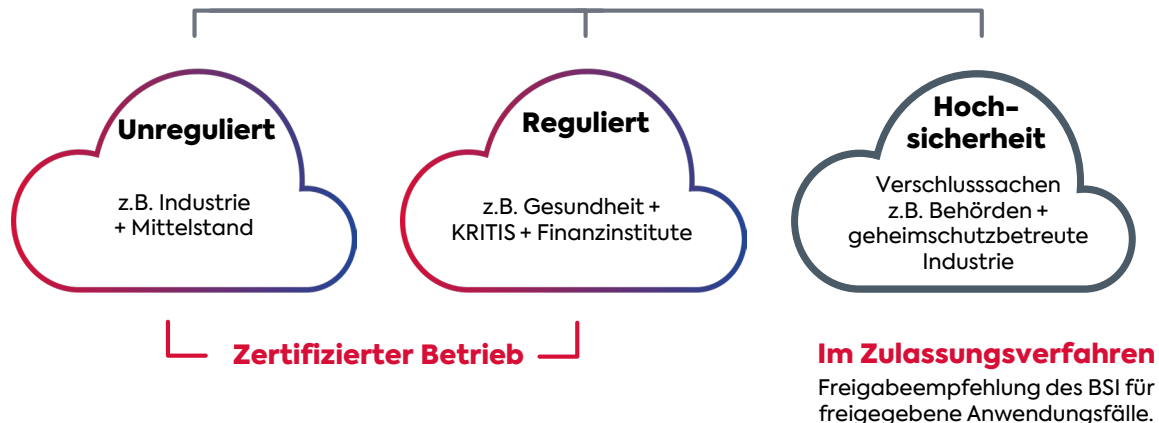 Unreguliert
z.B. Industrie
+ Mittelstand
Reguliert
z.B. Gesundheit +
KRITIS + Finanzinstitute
Hoch-
sicherheit
Verschlusssachen
z.B. Behörden +
geheimschutzbetreute
Industrie
Zertifizierter Betrieb
Im Zulassungsverfahren
Freigabeempfehlung des BSI für
freigegebene Anwendungsfälle.